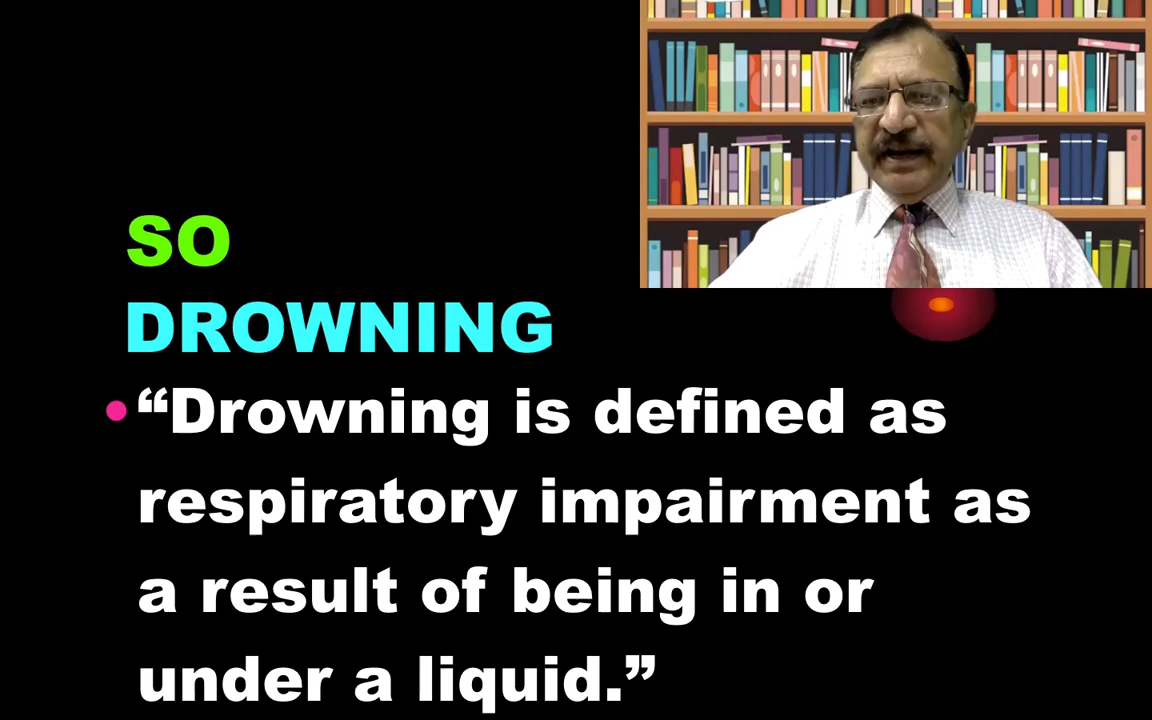 SO
DROWNING
•“Drowning is defined as
respiratory impairment as
a result of being in or
under a liquid.”